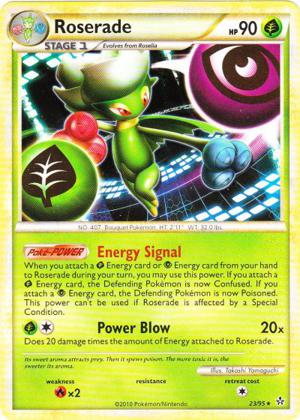 Roserade
HP 90
STAGE 1 Evolves from Roselia
NO. 407 Bouquet Pokémon HT: 2'11" WT: 32.0 lbs.
Poké-POWER Energy Signal
When you attach a Energy card or Energy card from your hand
to Roserade during your turn, you may use this power. If you attach a
Energy card, the Defending Pokémon is now Confused. If you attach
a Energy card, the Defending Pokémon is now Poisoned.
This power can't be used if Roserade is affected by a Special
Condition.
Power Blow 20x
Does 20 damage times the amount of Energy attached to Roserade.
Its sweet aroma attracts prey. Then it spews poison. The more toxic it is, the
sweeter its aroma.
Illus. Takashi Yamaguchi
23/95 ★
weakness resistance retreat cost
×2
©2010 Pokémon/Nintendo.